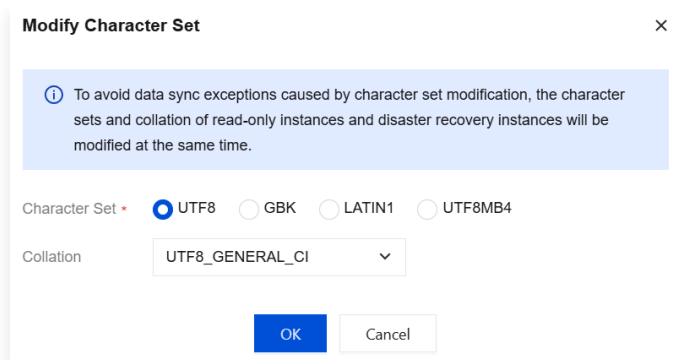 Modify Character Set
To avoid data sync exceptions caused by character set modification, the character
sets and collation of read-only instances and disaster recovery instances will be
modified at the same time.
Character Set * UTF8 GBK LATIN1 UTF8MB4
Collation UTF8_GENERAL_CI
OK Cancel